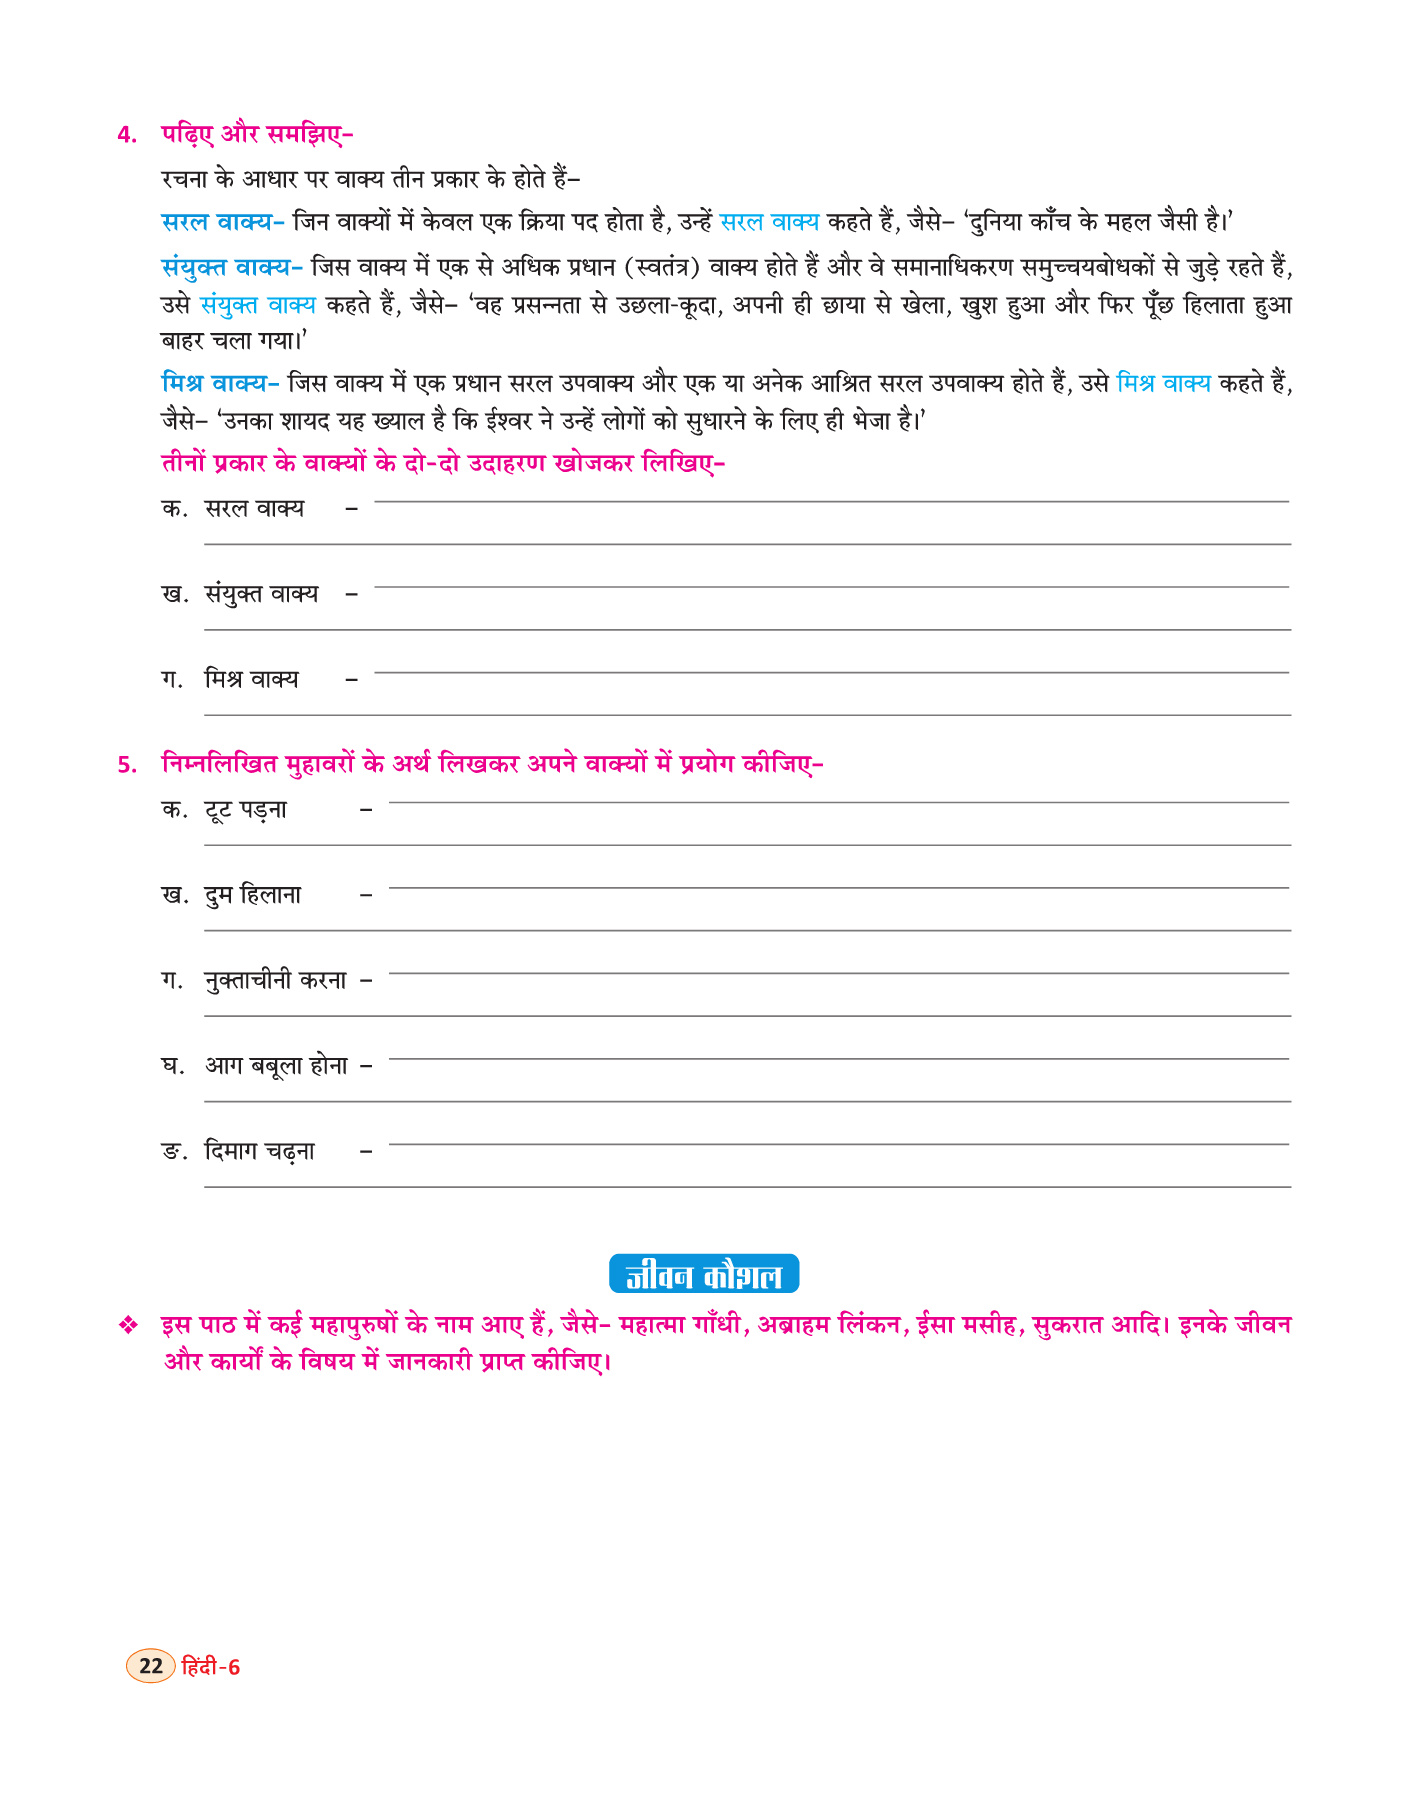 4. पढ़िए और समझिए–
रचना के आधार पर वाक्य तीन प्रकार के होते हैं–
सरल वाक्य– जिन वाक्यों में केवल एक क्रिया पद होता है, उन्हें सरल वाक्य कहते हैं, जैसे– ‘दुनिया काँच के महल जैसी है।’
संयुक्त वाक्य– जिस वाक्य में एक से अधिक प्रधान (स्वतंत्र) वाक्य होते हैं और वे समानाधिकरण समुच्चयबोधकों से जुड़े रहते हैं,
उसे संयुक्त वाक्य कहते हैं, जैसे– ‘वह प्रसन्नता से उछला-कूदा, अपनी ही छाया से खेला, खुश हुआ और फिर पूँछ हिलाता हुआ
बाहर चला गया।’
मिश्र वाक्य– जिस वाक्य में एक प्रधान सरल उपवाक्य और एक या अनेक आश्रित सरल उपवाक्य होते हैं, उसे मिश्र वाक्य कहते हैं,
जैसे– ‘उनका शायद यह ख्याल है कि ईश्वर ने उन्हें लोगों को सुधारने के लिए ही भेजा है।’
तीनों प्रकार के वाक्यों के दो-दो उदाहरण खोजकर लिखिए–
क. सरल वाक्य –
ख. संयुक्त वाक्य –
ग. मिश्र वाक्य –
5. निम्नलिखित मुहावरों के अर्थ लिखकर अपने वाक्यों में प्रयोग कीजिए–
क. टूट पड़ना –
ख. दुम हिलाना –
ग. नुक्ताचीनी करना –
घ. आग बबूला होना –
ङ. दिमाग चढ़ना –
जीवन कौशल
❖ इस पाठ में कई महापुरुषों के नाम आए हैं, जैसे– महात्मा गाँधी, अब्राहम लिंकन, ईसा मसीह, सुकरात आदि। इनके जीवन
और कार्यों के विषय में जानकारी प्राप्त कीजिए।
22 हिंदी-6